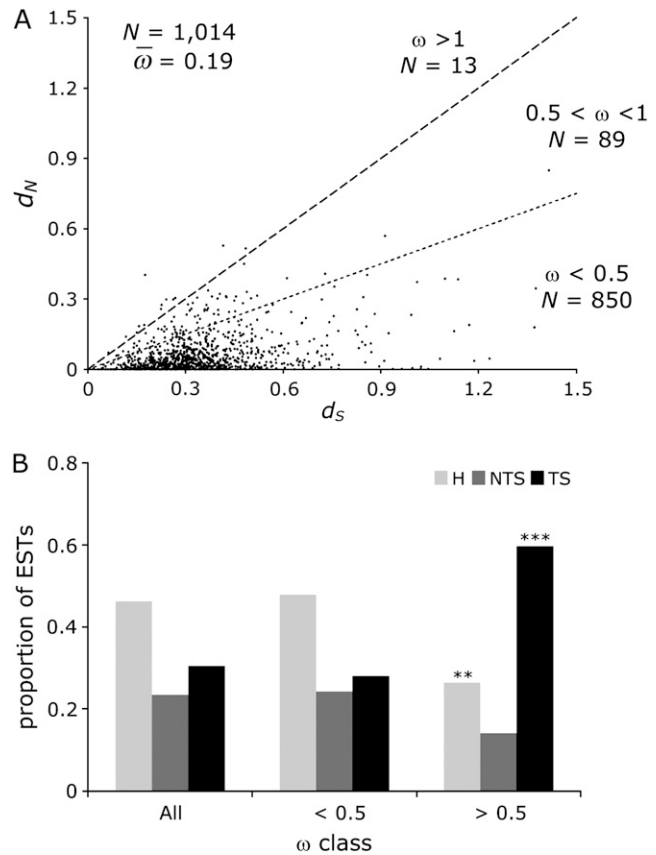 A
N = 1,014
ω̅ = 0.19
ω >1
N = 13
0.5 < ω <1
N = 89
ω < 0.5
N = 850
1.5
1.2
0.9
0.6
0.3
0
dN
0 0.3 0.6 0.9 1.2 1.5
dS
B
H NTS TS
0.8
0.6
0.4
0.2
0
proportion of ESTs
** ***
All < 0.5 > 0.5
ω class